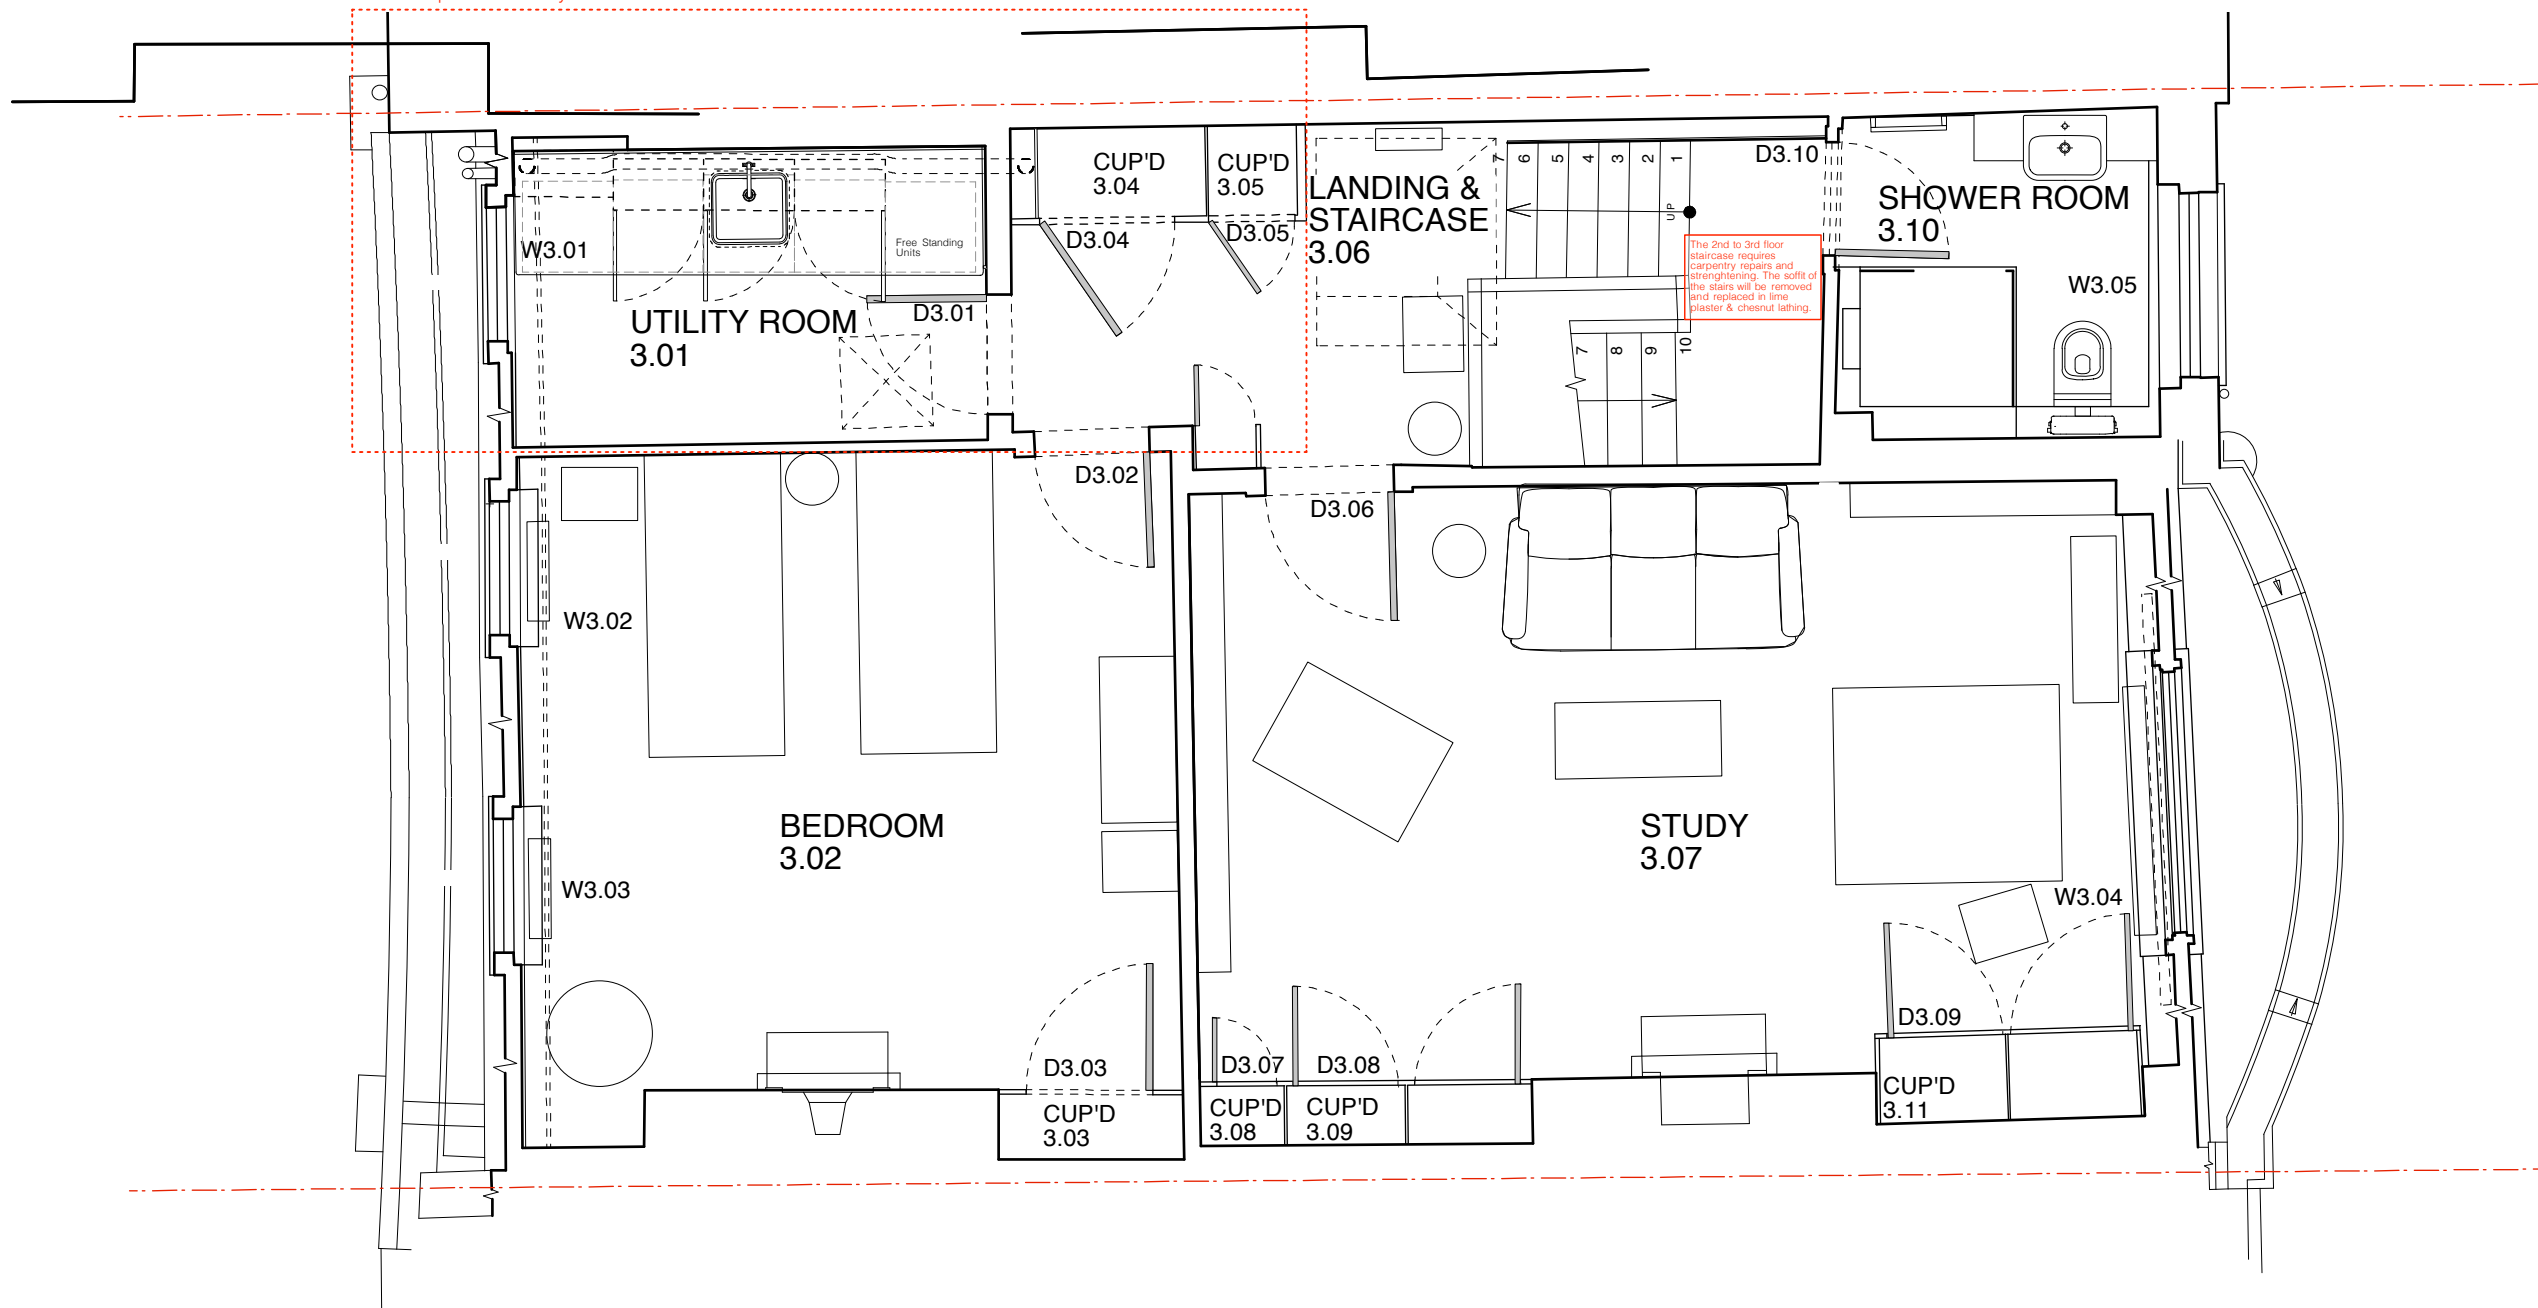 CUP'D
3.04
CUP'D
3.05
D3.04
D3.05
LANDING &
STAIRCASE
3.06
7
6
5
4
3
2
1
UP
D3.10
SHOWER ROOM
3.10
W3.05
The 2nd to 3rd floor
staircase requires
carpentry repairs and
strenghtening. The soffit of
the stairs will be removed
and replaced in lime
plaster & chesnut lathing.
7
8
9
10
W3.01
Free Standing
Units
D3.01
UTILITY ROOM
3.01
D3.02
D3.06
W3.02
BEDROOM
3.02
W3.03
STUDY
3.07
W3.04
D3.03
CUP'D
3.03
D3.07
D3.08
CUP'D
3.08
CUP'D
3.09
D3.09
CUP'D
3.11